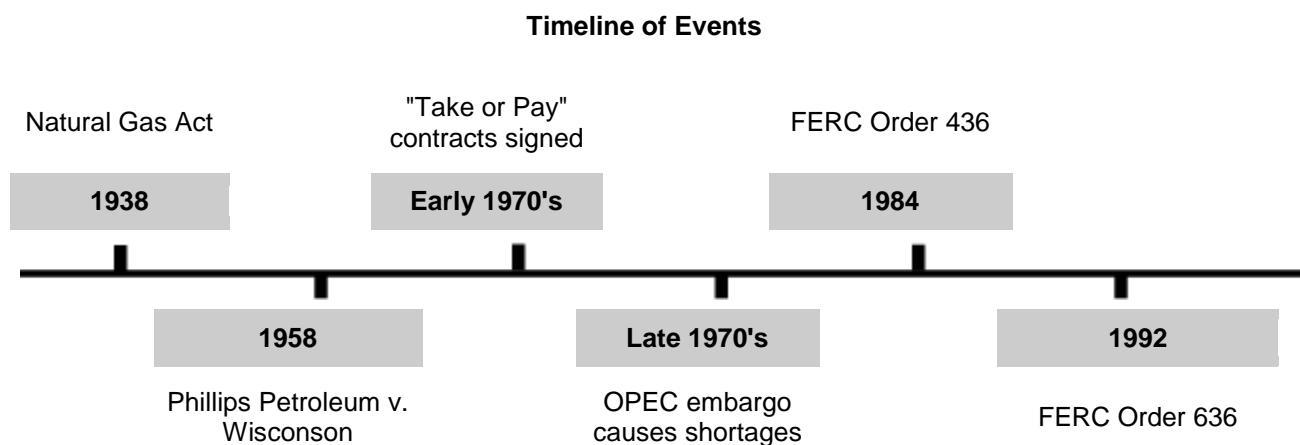 Timeline of Events
Natural Gas Act
"Take or Pay"
contracts signed
FERC Order 436
1938
Early 1970's
1984
1958
Late 1970's
1992
Phillips Petroleum v.
Wisconson
OPEC embargo
causes shortages
FERC Order 636